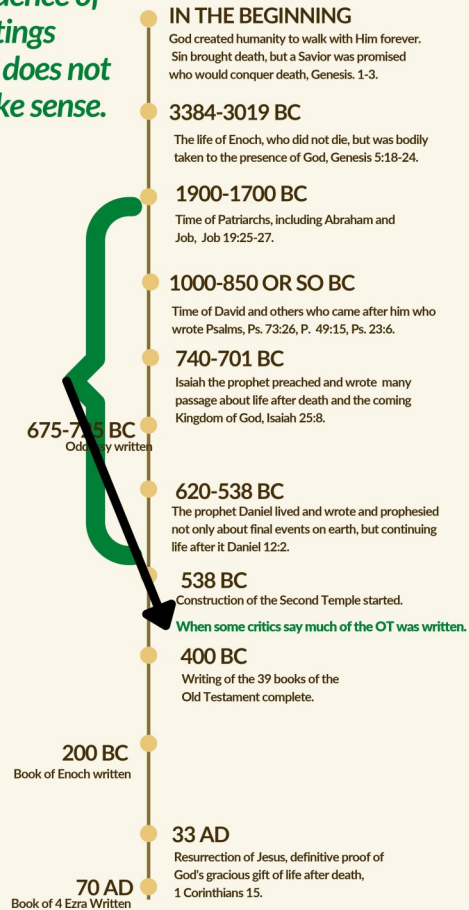 dence of
tings
does not
ke sense.
IN THE BEGINNING
God created humanity to walk with Him forever.
Sin brought death, but a Savior was promised
who would conquer death, Genesis. 1-3.
3384-3019 BC
The life of Enoch, who did not die, but was bodily
taken to the presence of God, Genesis 5:18-24.
1900-1700 BC
Time of Patriarchs, including Abraham and
Job, Job 19:25-27.
1000-850 OR SO BC
Time of David and others who came after him who
wrote Psalms, Ps. 73:26, P. 49:15, Ps. 23:6.
740-701 BC
Isaiah the prophet preached and wrote many
passage about life after death and the coming
Kingdom of God, Isaiah 25:8.
BC
written
620-538 BC
The prophet Daniel lived and wrote and prophesied
not only about final events on earth, but continuing
life after it Daniel 12:2.
538 BC
Construction of the Second Temple started.
When some critics say much of the OT was written.
400 BC
Writing of the 39 books of the
Old Testament complete.
200 BC
Book of Enoch written
33 AD
Resurrection of Jesus, definitive proof of
God's gracious gift of life after death,
1 Corinthians 15.
70 AD
Book of 4 Ezra Written